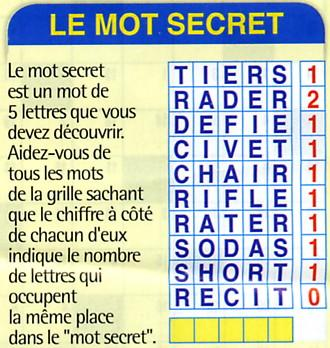 LE MOT SECRET
Le mot secret
est un mot de
5 lettres que vous
devez découvrir.
Aidez-vous de
tous les mots
de la grille sachant
que le chiffre à côté
de chacun d'eux
indique le nombre
de lettres qui
occupent
la même place
dans le "mot secret".
TIERS 1
RADER 2
DEFIE 1
CIVET 1
CHAIR 1
RIFLE 1
RATER 1
SODAS 1
SHORT 1
RECIT 0